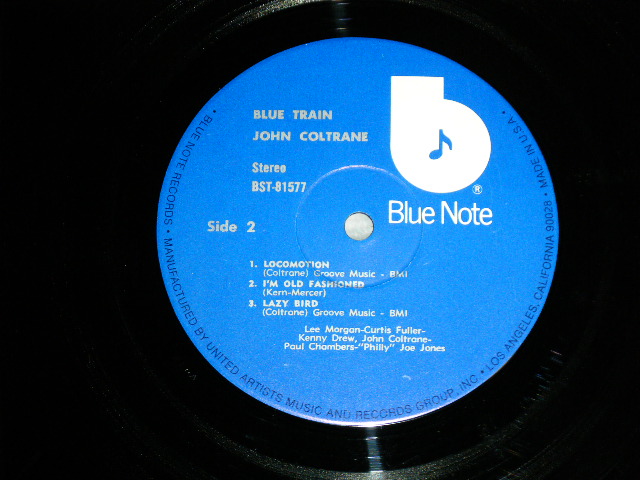 BLUE TRAIN
JOHN COLTRANE
Stereo
BST-81577
Side 2
®
Blue Note
1. LOCOMOTION
(Coltrane) Groove Music - BMI
2. I'M OLD FASHIONED
(Kern-Mercer)
3. LAZY BIRD
(Coltrane) Groove Music - BMI
Lee Morgan-Curtis Fuller-
Kenny Drew, John Coltrane-
Paul Chambers-"Philly" Joe Jones
• BLUE NOTE RECORDS • MANUFACTURED BY UNITED ARTISTS MUSIC AND RECORDS GROUP, INC. • LOS ANGELES, CALIFORNIA 90028 • MADE IN U.S.A. •